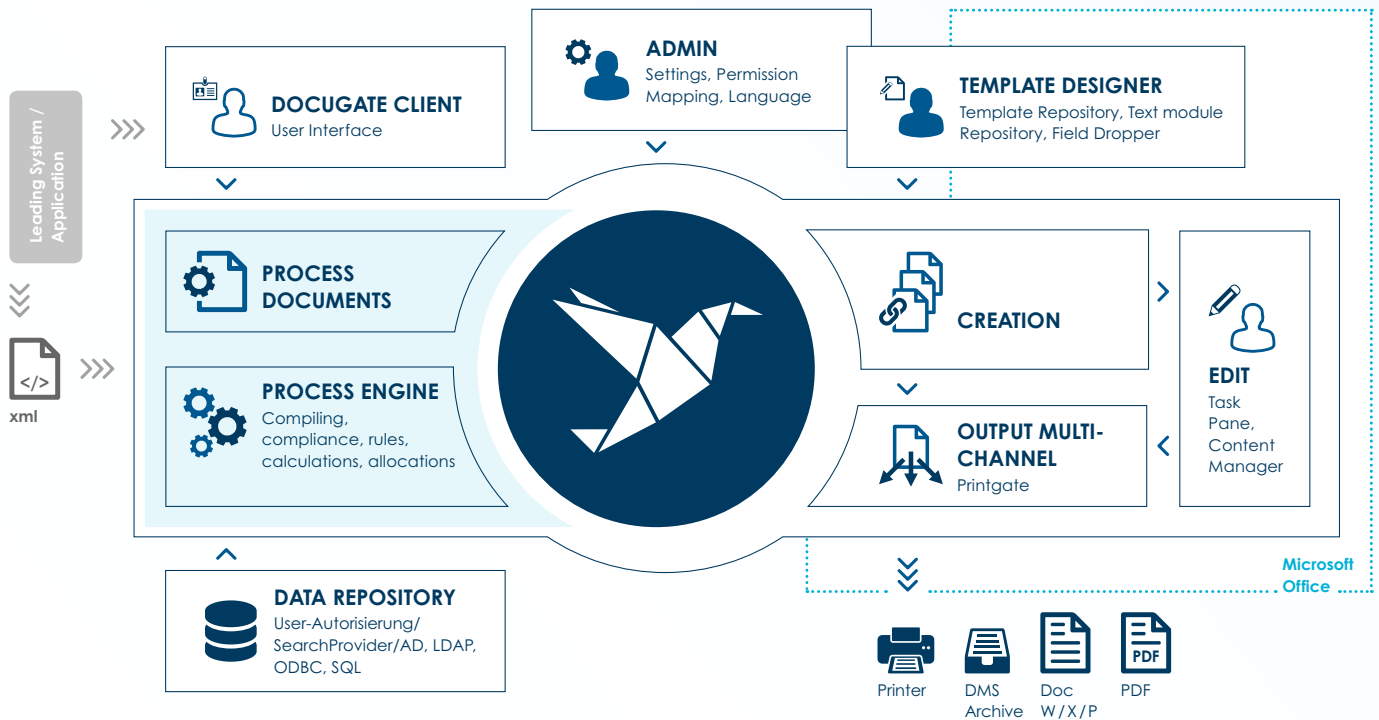 Leading System /
Application
</>
xml
DOCUGATE CLIENT
User Interface
ADMIN
Settings, Permission
Mapping, Language
TEMPLATE DESIGNER
Template Repository, Text module
Repository, Field Dropper
PROCESS
DOCUMENTS
PROCESS ENGINE
Compiling,
compliance, rules,
calculations, allocations
CREATION
OUTPUT MULTI-
CHANNEL
Printgate
EDIT
Task
Pane,
Content
Manager
DATA REPOSITORY
User-Autorisierung/
SearchProvider/AD, LDAP,
ODBC, SQL
Microsoft
Office
Printer
DMS
Archive
Doc
W/X/P
PDF
PDF